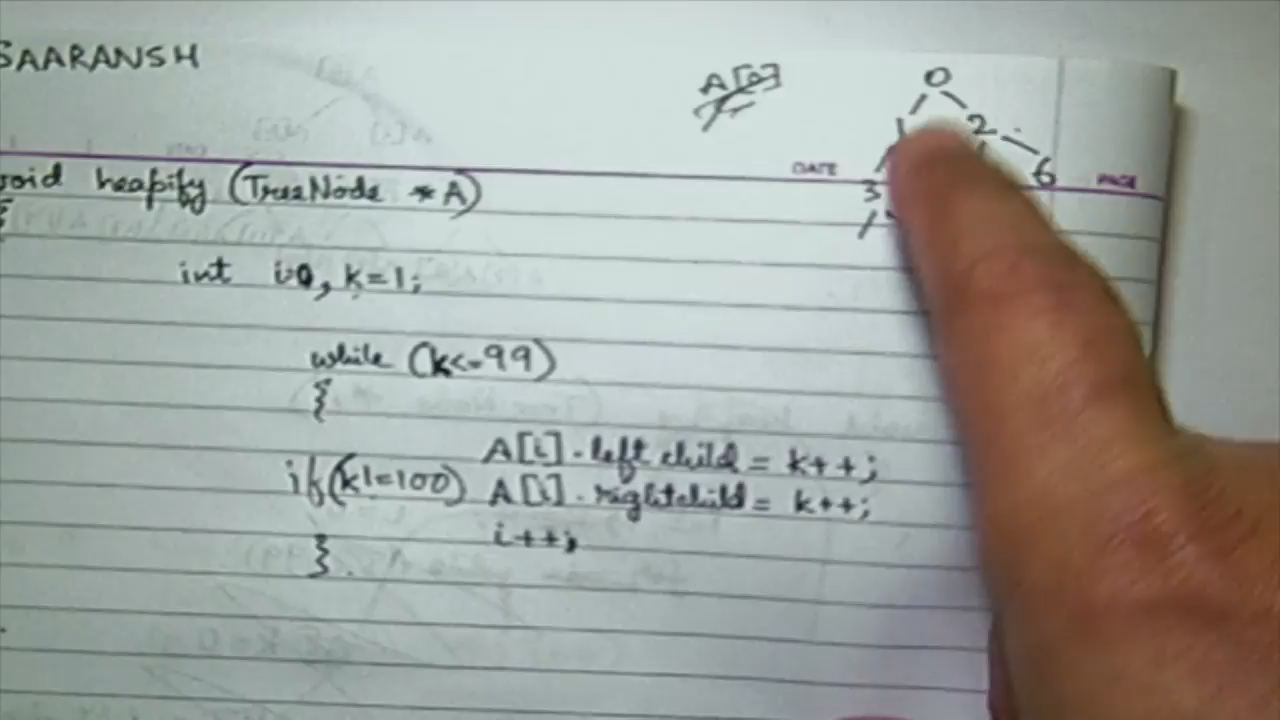 SAARANSH
A[0]
0
1 2
DATE
3 6
PAGE
void heapify (TreeNode *A)
{
int i=0, k=1;
while (k<=99)
{
A[i].leftchild = k++;
if(k!=100) A[i].rightchild = k++;
i++;
}